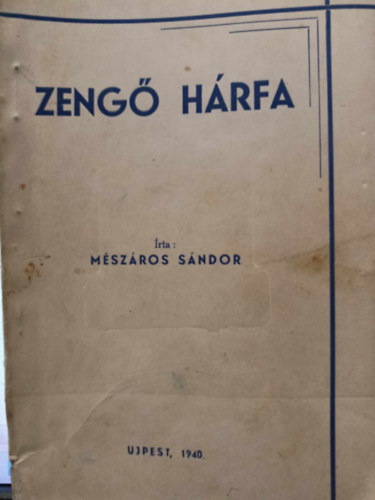 ZENGŐ HÁRFA
Írta:
MÉSZÁROS SÁNDOR
UJPEST, 1940.